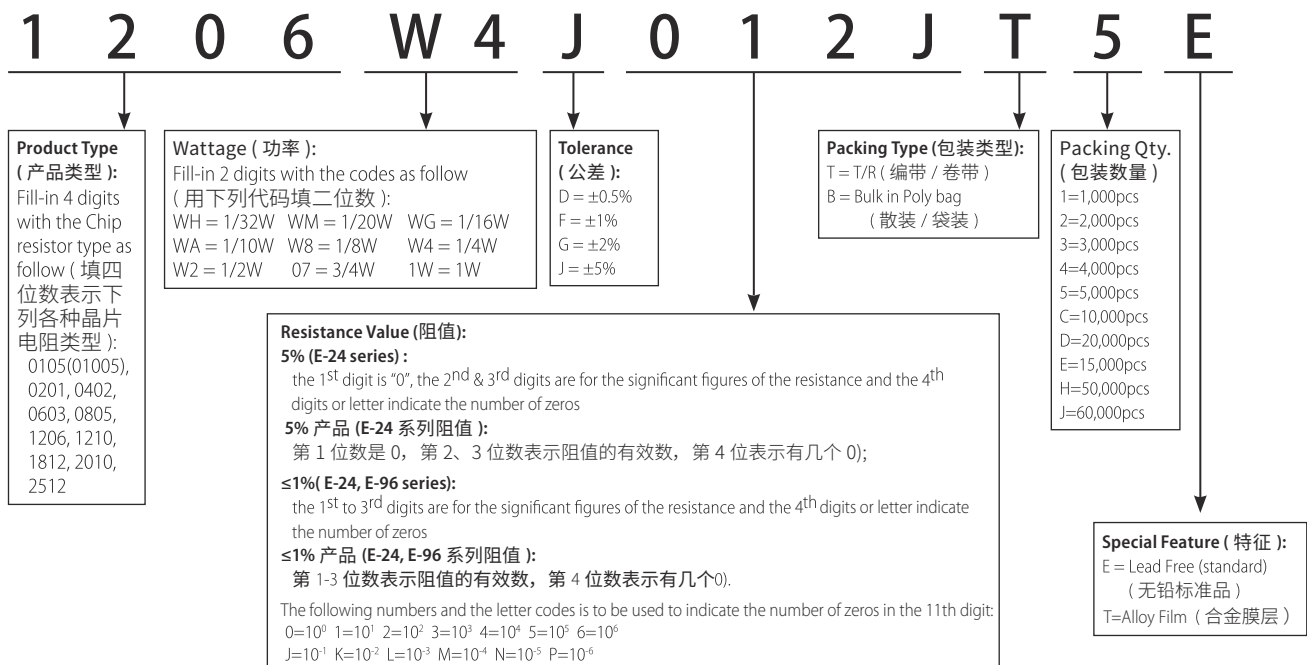 1 2 0 6 W 4 J 0 1 2 J T 5 E
Product Type
( 产品类型 ):
Fill-in 4 digits
with the Chip
resistor type as
follow ( 填四
位数表示下
列各种晶片
电阻类型 ):
0105(01005),
0201, 0402,
0603, 0805,
1206, 1210,
1812, 2010,
2512
Wattage ( 功率 ):
Fill-in 2 digits with the codes as follow
( 用下列代码填二位数 ):
WH = 1/32W WM = 1/20W WG = 1/16W
WA = 1/10W W8 = 1/8W W4 = 1/4W
W2 = 1/2W 07 = 3/4W 1W = 1W
Tolerance
( 公差 ):
D = ±0.5%
F = ±1%
G = ±2%
J = ±5%
Resistance Value (阻值):
5% (E-24 series) :
the 1st digit is “0”, the 2nd & 3rd digits are for the significant figures of the resistance and the 4th
digits or letter indicate the number of zeros
5% 产品 (E-24 系列阻值 ):
第 1 位数是 0，第 2、3 位数表示阻值的有效数，第 4 位表示有几个 0);
≤1%( E-24, E-96 series):
the 1st to 3rd digits are for the significant figures of the resistance and the 4th digits or letter indicate
the number of zeros
≤1% 产品 (E-24, E-96 系列阻值 ):
第 1-3 位数表示阻值的有效数，第 4 位数表示有几个0).
The following numbers and the letter codes is to be used to indicate the number of zeros in the 11th digit:
0=10⁰ 1=10¹ 2=10² 3=10³ 4=10⁴ 5=10⁵ 6=10⁶
J=10⁻¹ K=10⁻² L=10⁻³ M=10⁻⁴ N=10⁻⁵ P=10⁻⁶
Packing Type (包装类型):
T = T/R ( 编带 / 卷带 )
B = Bulk in Poly bag
( 散装 / 袋装 )
Packing Qty.
( 包装数量 )
1=1,000pcs
2=2,000pcs
3=3,000pcs
4=4,000pcs
5=5,000pcs
C=10,000pcs
D=20,000pcs
E=15,000pcs
H=50,000pcs
J=60,000pcs
Special Feature ( 特征 ):
E = Lead Free (standard)
( 无铅标准品 )
T=Alloy Film ( 合金膜层 )